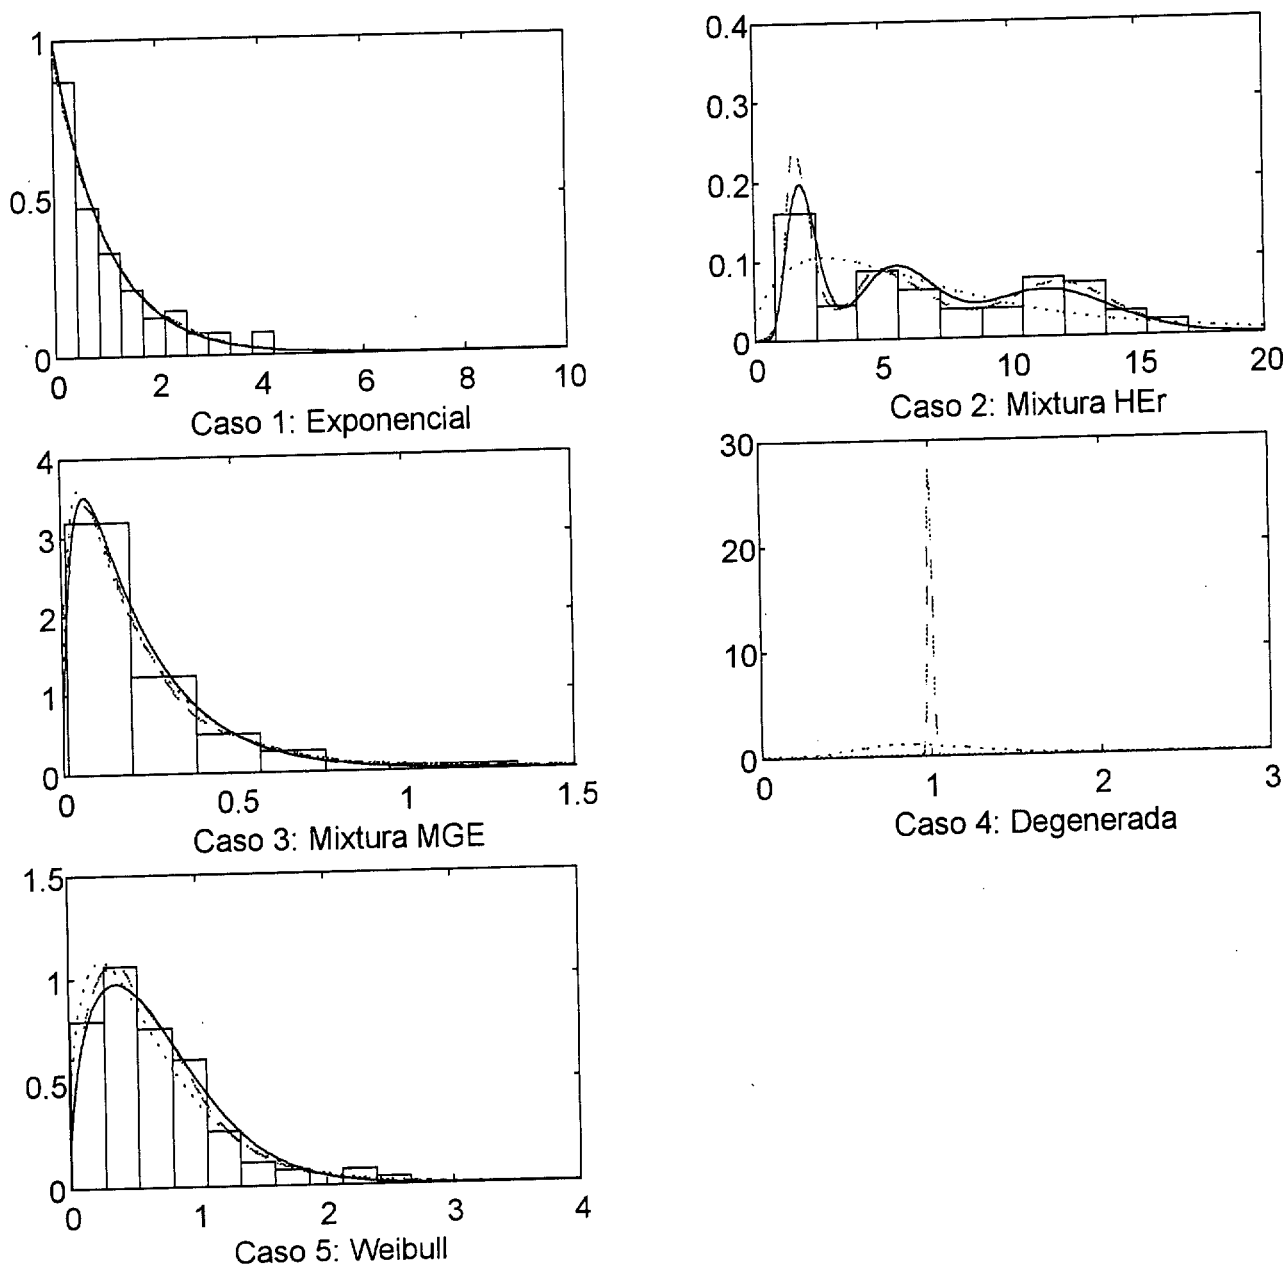 1
0.5
0
0 2 4 6 8 10
Caso 1: Exponencial
0.4
0.3
0.2
0.1
0
0 5 10 15 20
Caso 2: Mixtura HEr
4
3
2
1
0
0 0.5 1 1.5
Caso 3: Mixtura MGE
30
20
10
0
0 1 2 3
Caso 4: Degenerada
1.5
1
0.5
0
0 1 2 3 4
Caso 5: Weibull